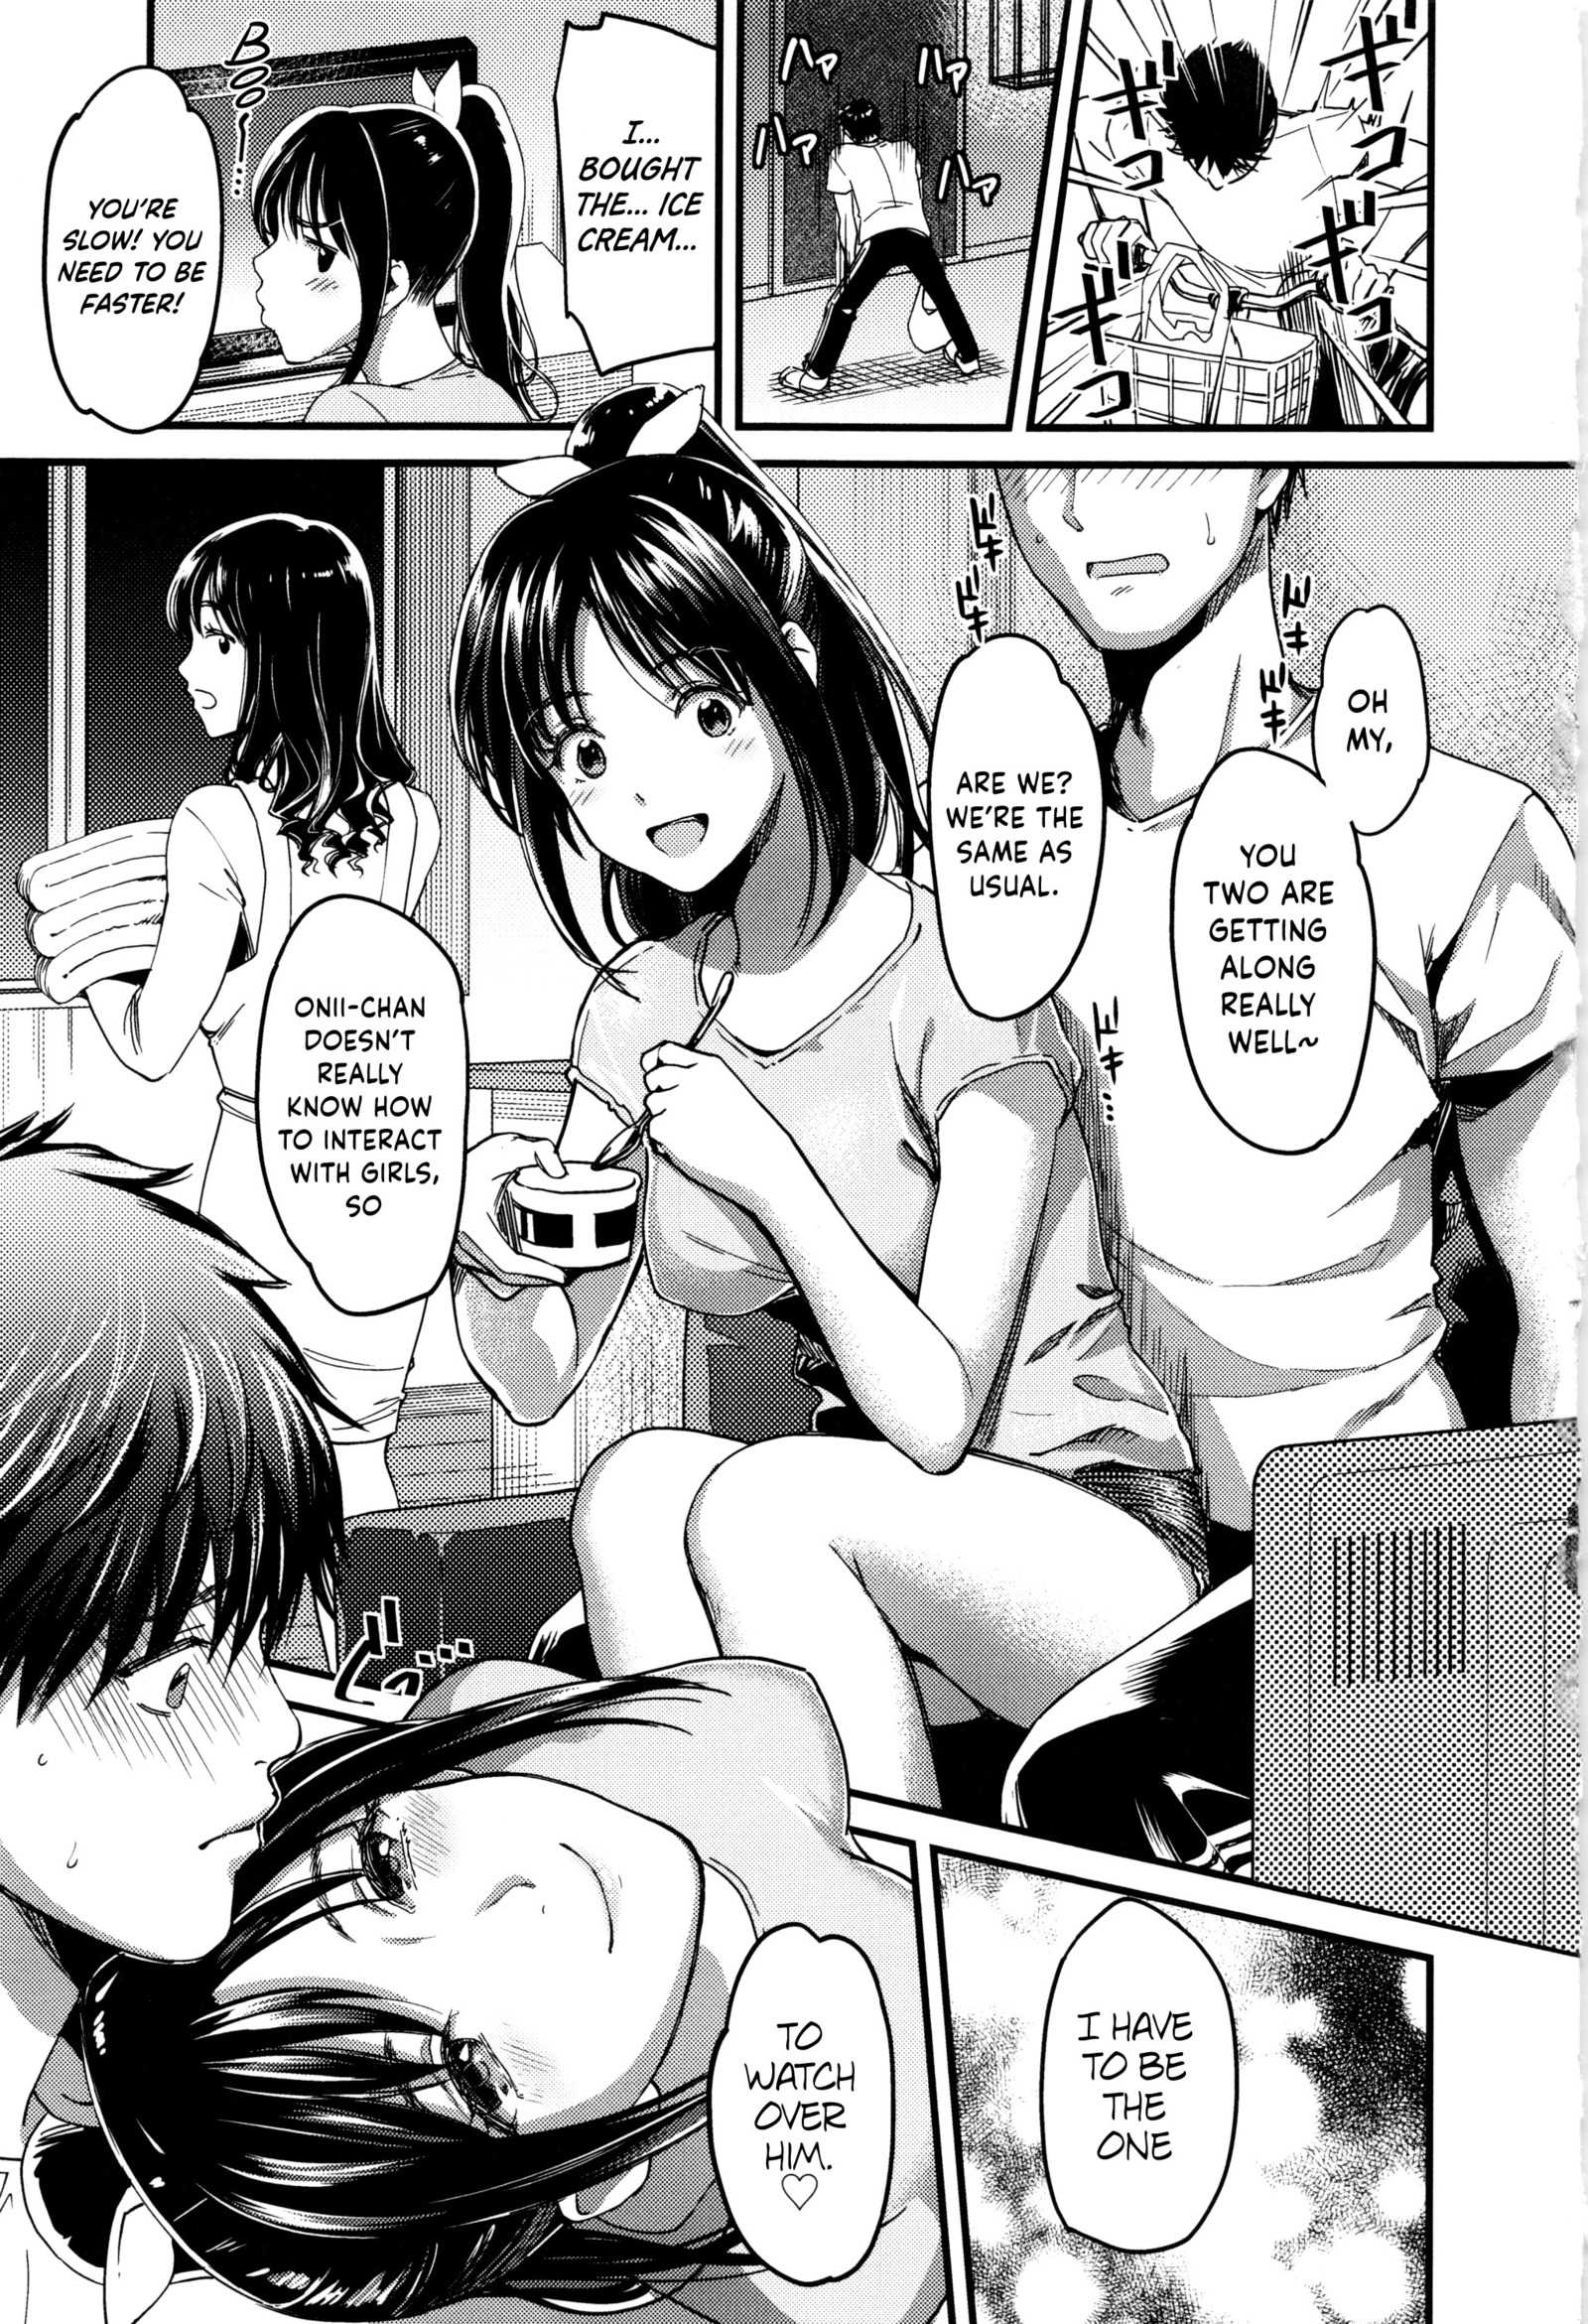 ギコ
ギコ
ギコ
ギコ
ハァ
ハァ
ハァ
ハァ
I...
BOUGHT
THE... ICE
CREAM...
BOO~...
YOU'RE
SLOW! YOU
NEED TO BE
FASTER!
OH
MY,
YOU
TWO ARE
GETTING
ALONG
REALLY
WELL~
ドキ
ドキ
ドキ
ドキ
ドキ...
ARE WE?
WE'RE THE
SAME AS
USUAL.
ONII-CHAN
DOESN'T
REALLY
KNOW HOW
TO INTERACT
WITH GIRLS,
SO
I HAVE
TO BE
THE
ONE
TO
WATCH
OVER
HIM.
♡